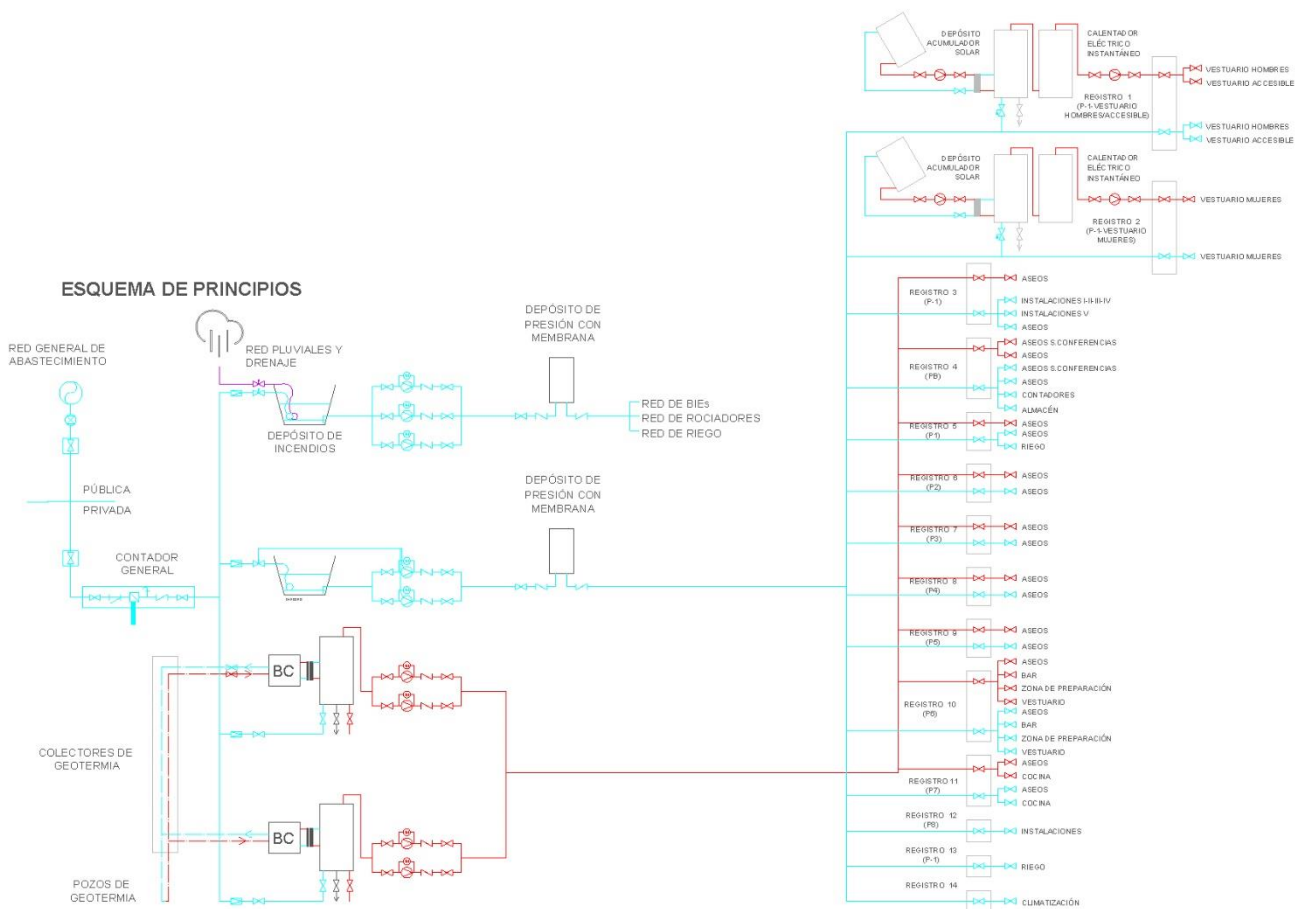 ESQUEMA DE PRINCIPIOS
RED GENERAL DE
ABASTECIMIENTO
RED PLUVIALES Y
DRENAJE
DEPÓSITO DE
INCENDIOS
DEPÓSITO DE
PRESIÓN CON
MEMBRANA
RED DE BIEs
RED DE ROCIADORES
RED DE RIEGO
PÚBLICA
PRIVADA
CONTADOR
GENERAL
DEPÓSITO DE
PRESIÓN CON
MEMBRANA
BC
COLECTORES DE
GEOTERMIA
BC
POZOS DE
GEOTERMIA
DEPÓSITO
ACUMULADOR
SOLAR
CALENTADOR
ELÉCTRICO
INSTANTÁNEO
REGISTRO 1
(P-1-VESTUARIO
HOMBRES/ACCESIBLE)
VESTUARIO HOMBRES
VESTUARIO ACCESIBLE
VESTUARIO HOMBRES
VESTUARIO ACCESIBLE
DEPÓSITO
ACUMULADOR
SOLAR
CALENTADOR
ELÉCTRICO
INSTANTÁNEO
REGISTRO 2
(P-1-VESTUARIO
MUJERES)
VESTUARIO MUJERES
VESTUARIO MUJERES
REGISTRO 3
(P-1)
ASEOS
INSTALACIONES I-II-III-IV
INSTALACIONES V
ASEOS
REGISTRO 4
(PB)
ASEOS S.CONFERENCIAS
ASEOS
ASEOS S.CONFERENCIAS
ASEOS
CONTADORES
ALMACÉN
REGISTRO 5
(P1)
ASEOS
ASEOS
RIEGO
REGISTRO 6
(P2)
ASEOS
ASEOS
REGISTRO 7
(P3)
ASEOS
ASEOS
REGISTRO 8
(P4)
ASEOS
ASEOS
REGISTRO 9
(P5)
ASEOS
ASEOS
REGISTRO 10
(P6)
ASEOS
BAR
ZONA DE PREPARACIÓN
VESTUARIO
ASEOS
BAR
ZONA DE PREPARACIÓN
VESTUARIO
REGISTRO 11
(P7)
ASEOS
COCINA
ASEOS
COCINA
REGISTRO 12
(P8)
INSTALACIONES
REGISTRO 13
(P-1)
RIEGO
REGISTRO 14
CLIMATIZACIÓN